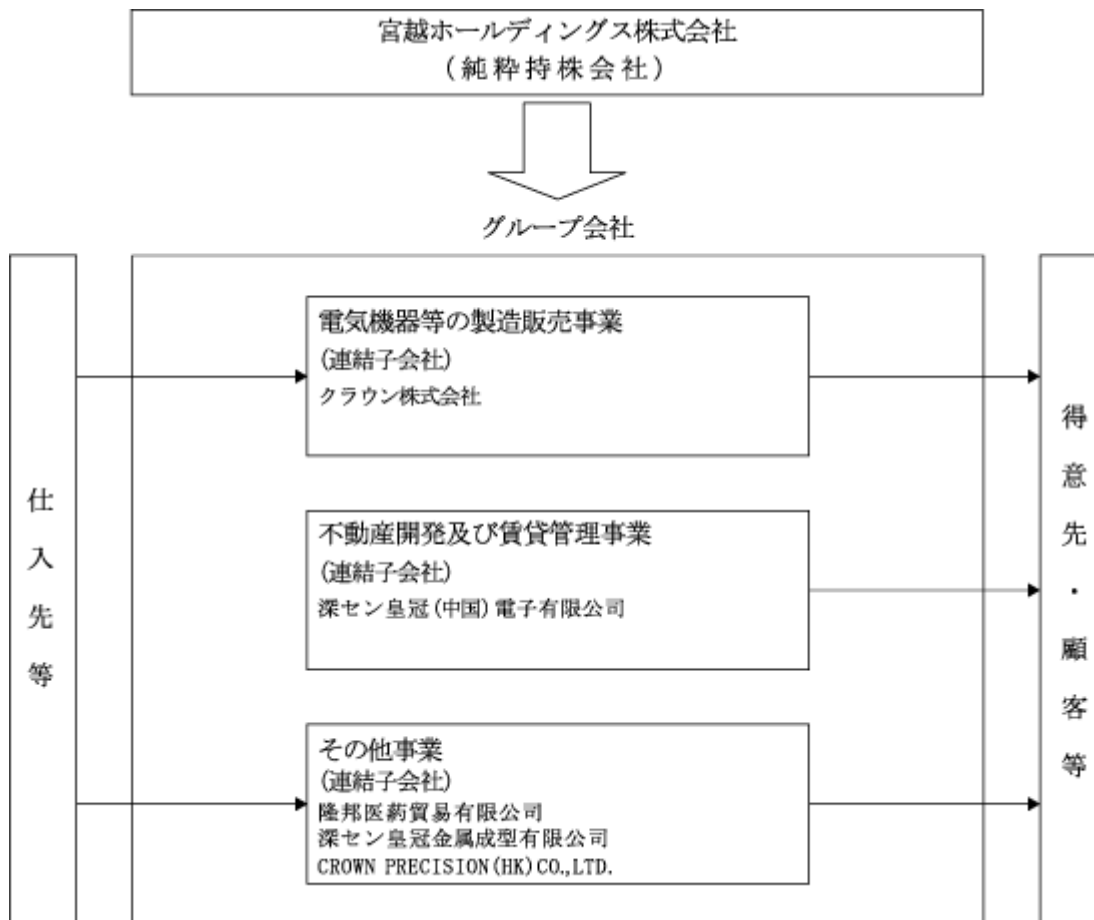 宮越ホールディングス株式会社
(純粋持株会社)
グループ会社
仕入先等
電気機器等の製造販売事業
(連結子会社)
クラウン株式会社
不動産開発及び賃貸管理事業
(連結子会社)
深セン皇冠(中国)電子有限公司
その他事業
(連結子会社)
隆邦医葯貿易有限公司
深セン皇冠金属成型有限公司
CROWN PRECISION(HK)CO.,LTD.
得意先・顧客等